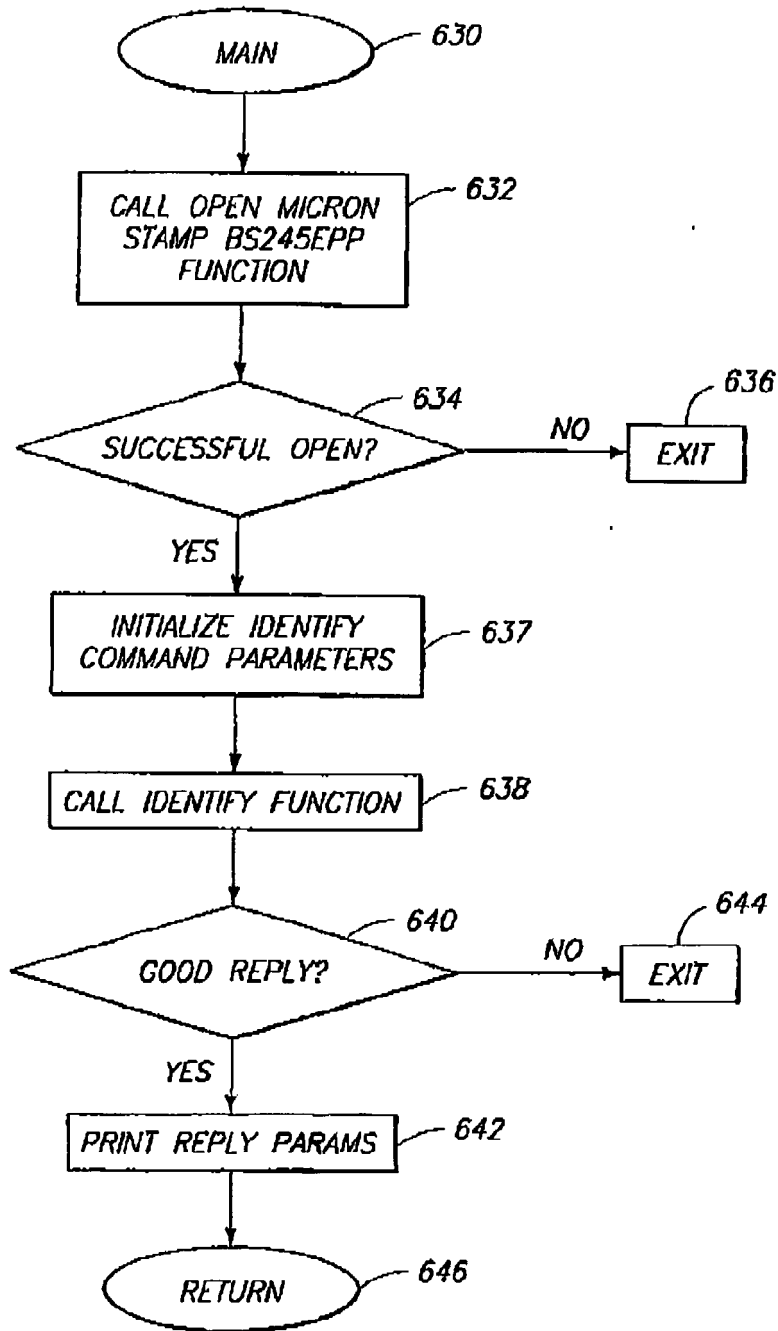 MAIN
630
CALL OPEN MICRON
STAMP BS245EPP
FUNCTION
632
SUCCESSFUL OPEN?
634
NO
636
EXIT
YES
INITIALIZE IDENTIFY
COMMAND PARAMETERS
637
CALL IDENTIFY FUNCTION
638
GOOD REPLY?
640
NO
644
EXIT
YES
PRINT REPLY PARAMS
642
RETURN
646